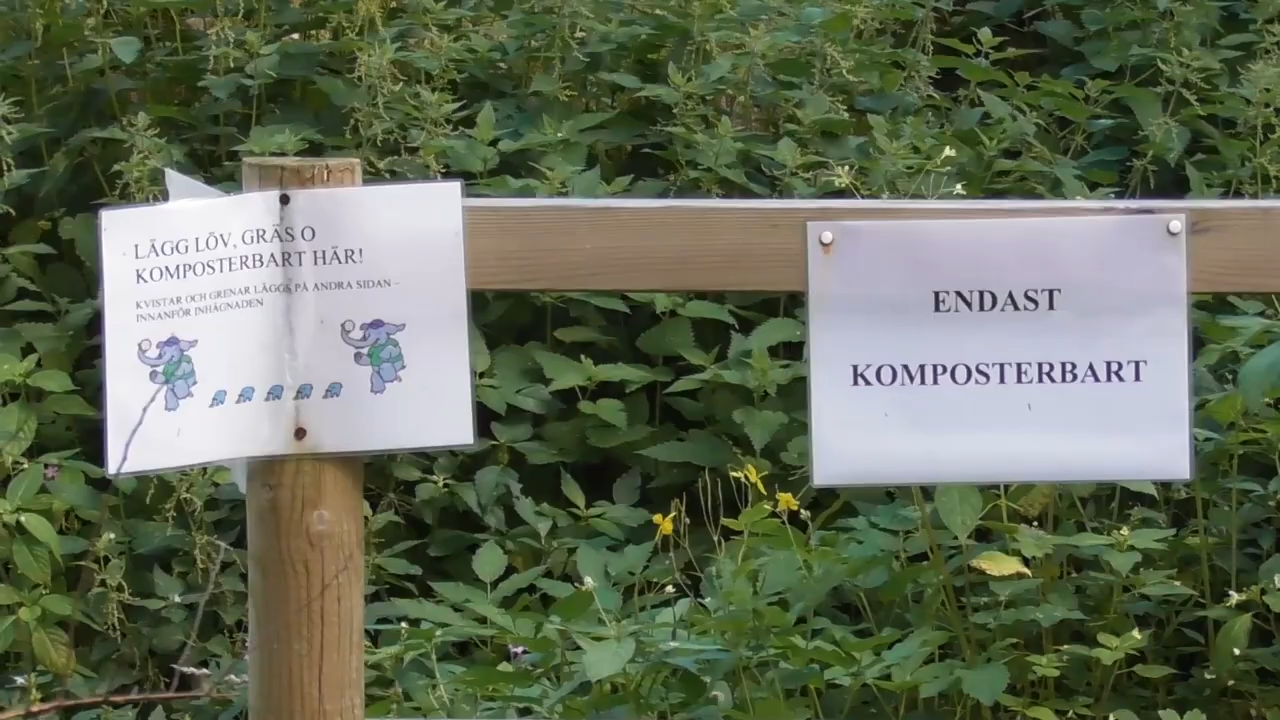 LÄGG LÖV, GRÄS O
KOMPOSTERBART HÄR!
KVISTAR OCH GRENAR LÄGGS PÅ ANDRA SIDAN –
INNANFÖR INHÄGNADEN
ENDAST
KOMPOSTERBART